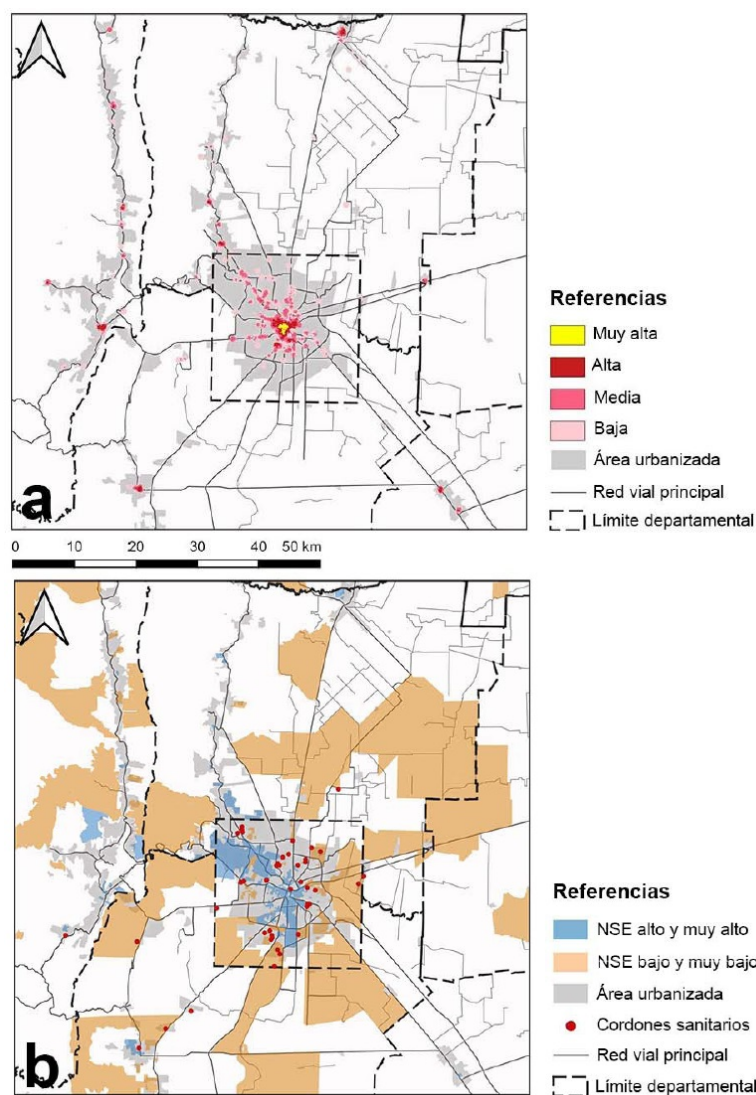 Referencias
Muy alta
Alta
Media
Baja
Área urbanizada
Red vial principal
Límite departamental
a
0 10 20 30 40 50 km
Referencias
NSE alto y muy alto
NSE bajo y muy bajo
Área urbanizada
Cordones sanitarios
Red vial principal
Límite departamental
b